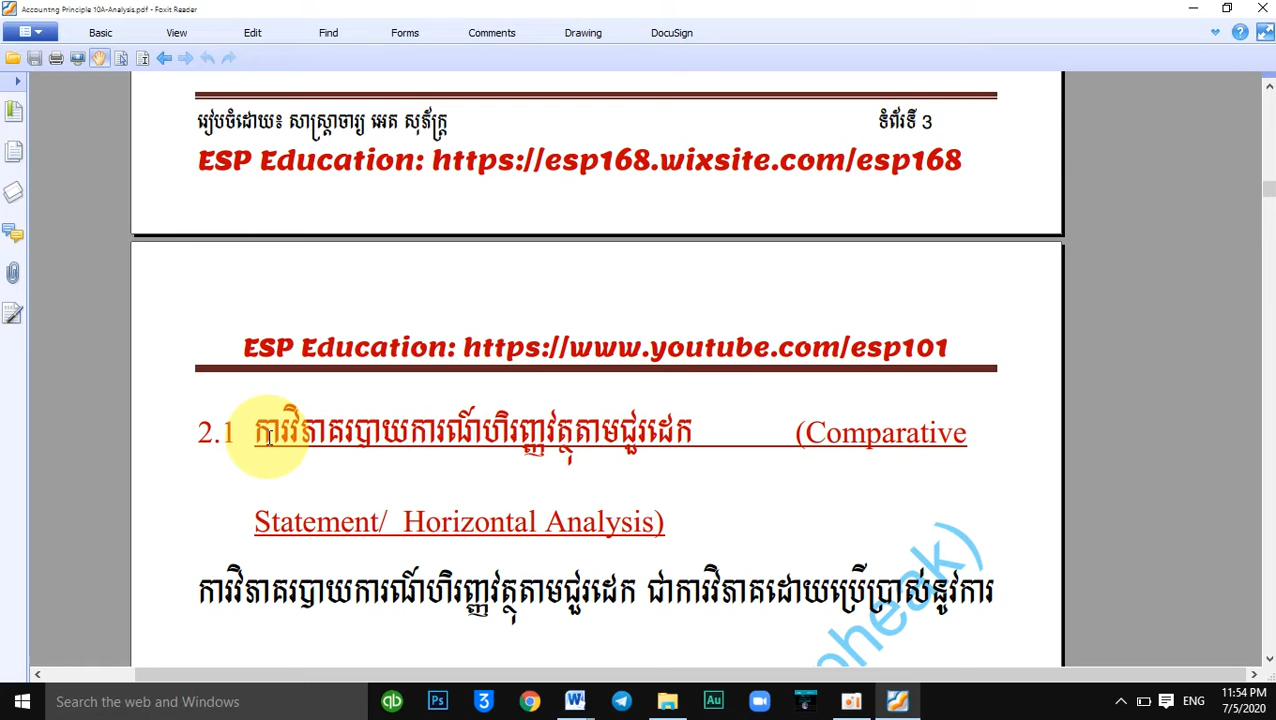 Accountng Principle 10A-Analysis.pdf - Foxit Reader
Basic View Edit Find Forms Comments Drawing DocuSign
រៀបចំដោយ៖ សាស្ត្រាចារ្យ អេត សុភ័ក្ត្រ ទំព័រទី 3
ESP Education: https://esp168.wixsite.com/esp168
ESP Education: https://www.youtube.com/esp101
2.1 ការវិភាគរបាយការណ៍ហិរញ្ញវត្ថុតាមជួរដេក (Comparative
Statement/ Horizontal Analysis)
ការវិភាគរបាយការណ៍ហិរញ្ញវត្ថុតាមជួរដេក ជាការវិភាគដោយប្រើប្រាស់នូវការ
pheak)
Search the web and Windows
ENG
11:54 PM
7/5/2020